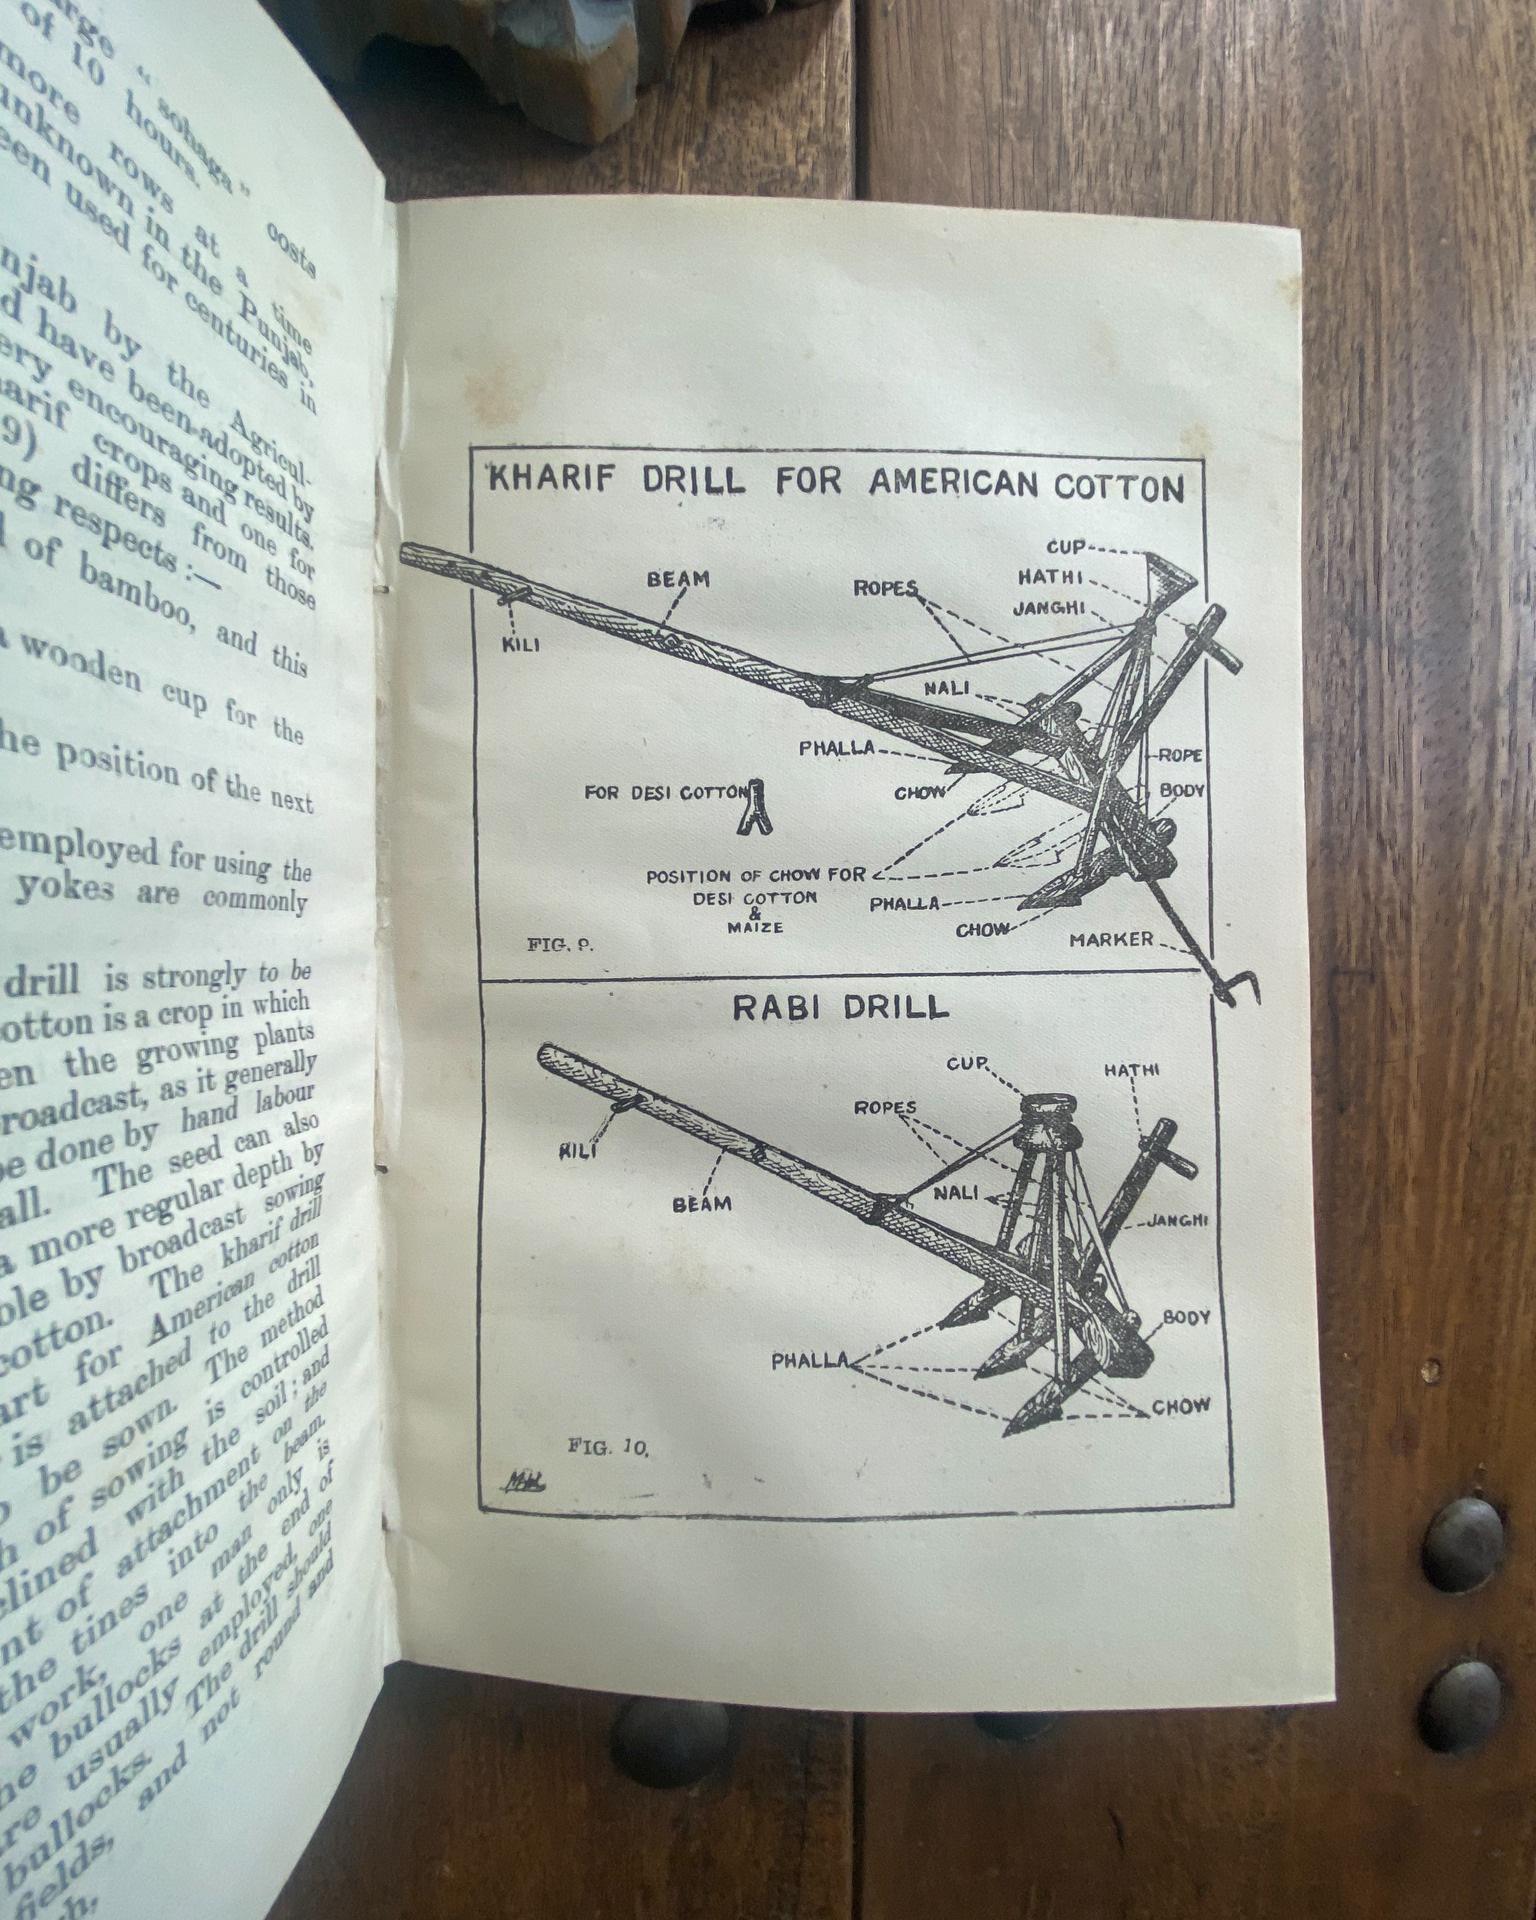 arge "sohaga" costs
of 10 hours.
more rows at a time
unknown in the Punjab,
een used for centuries in
njab by the Agricul-
d have been adopted by
ery encouraging results.
arif crops and one for
9) differs from those
ng respects :—
of bamboo, and this
a wooden cup for the
he position of the next
employed for using the
yokes are commonly
drill is strongly to be
otton is a crop in which
en the growing plants
roadcast, as it generally
be done by hand labour
all. The seed can also
a more regular depth by
ble by broadcast sowing
cotton. The kharif drill
art for American cotton
is attached to the drill
o be sown. The method
h of sowing is controlled
clined with the soil; and
nt of attachment on the
the tines into the beam.
work, one man only is
he bullocks at the end of
re usually employed, one
bullocks. The drill should
fields, and not round and
h,
KHARIF DRILL FOR AMERICAN COTTON
CUP
BEAM
ROPES
HATHI
JANGHI
KILI
NALI
PHALLA
ROPE
FOR DESI COTTON
CHOW
BODY
POSITION OF CHOW FOR
DESI COTTON
&
MAIZE
PHALLA
CHOW
MARKER
FIG. 9.
RABI DRILL
CUP
HATHI
ROPES
KILI
BEAM
NALI
JANGHI
BODY
PHALLA
CHOW
FIG. 10.